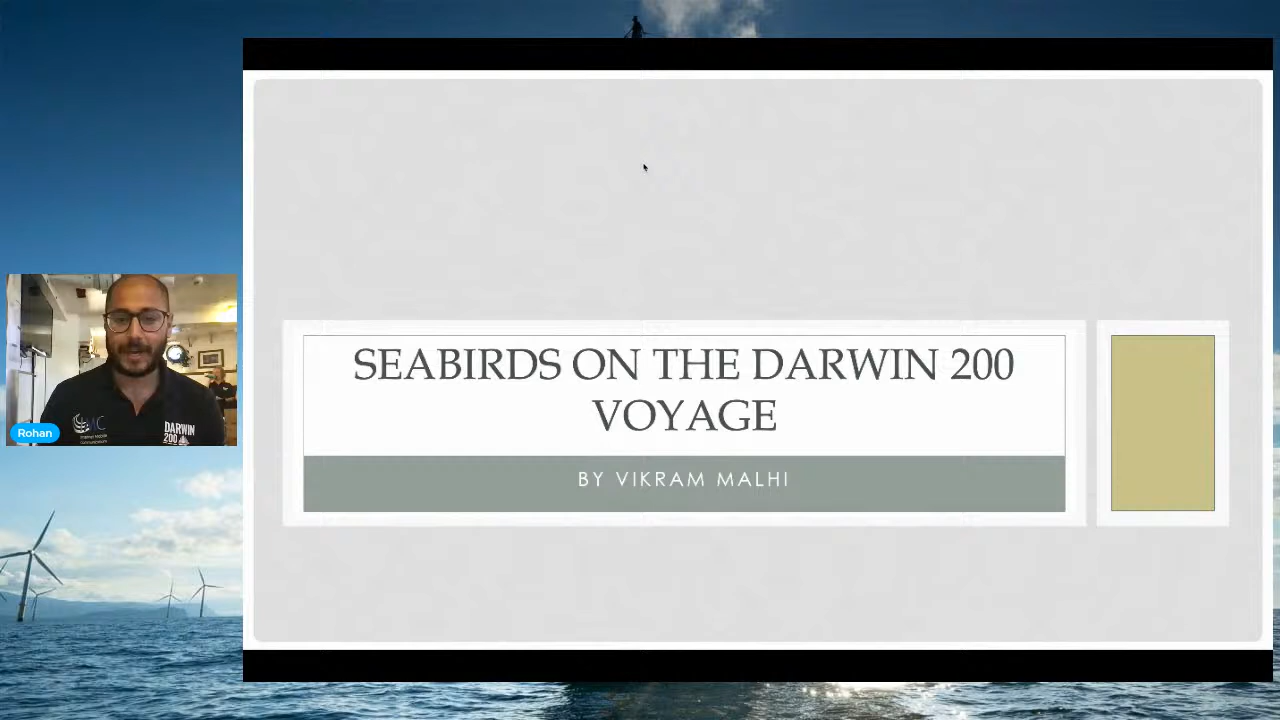 SEABIRDS ON THE DARWIN 200
VOYAGE
BY VIKRAM MALHI
Rohan
DARWIN
200